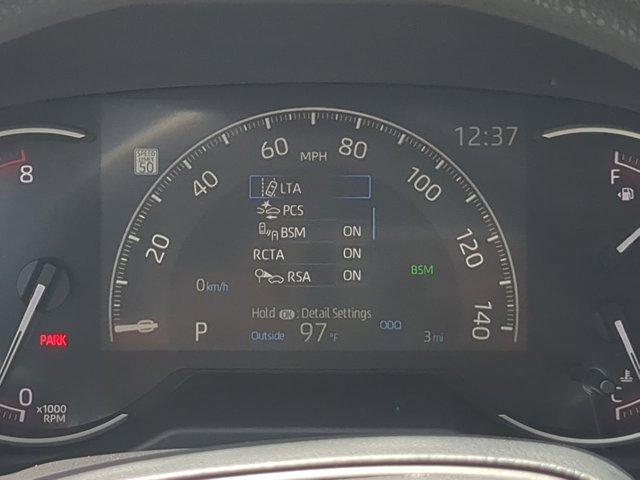 12:37
60 MPH 80
SPEED
LIMIT
50
8
F
40
100
LTA
PCS
BSM ON
RCTA ON
RSA ON
20
120
BSM
0 km/h
Hold OK : Detail Settings
P
Outside 97 °F
ODO
3 mi
140
PARK
0
x1000
RPM
C